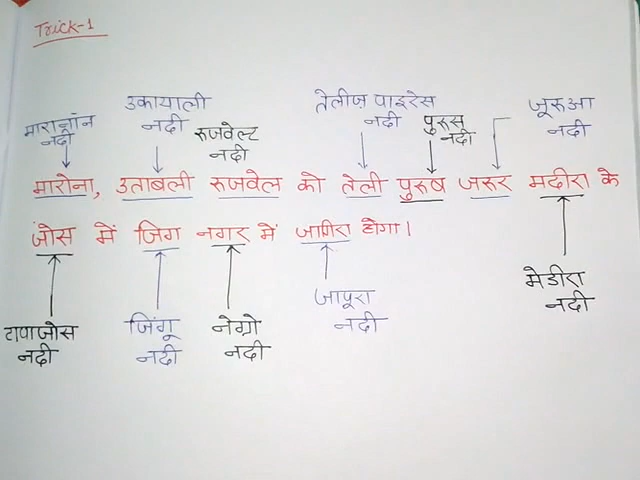 Trick-1
उकायाली नदी
तेलीज़ पाइरेस नदी
जूरूआ नदी
मारानॉन नदी
रूजवेल्ट नदी
पुरूस नदी
मारोना, उताबली रूजवेल को तेली पुरूष जरूर मदीरा के
जोस में जिंग नगर में जापिरा होगा।
टापाजोस नदी
जिंगू नदी
नेग्रो नदी
जापूरा नदी
मेडीरा नदी